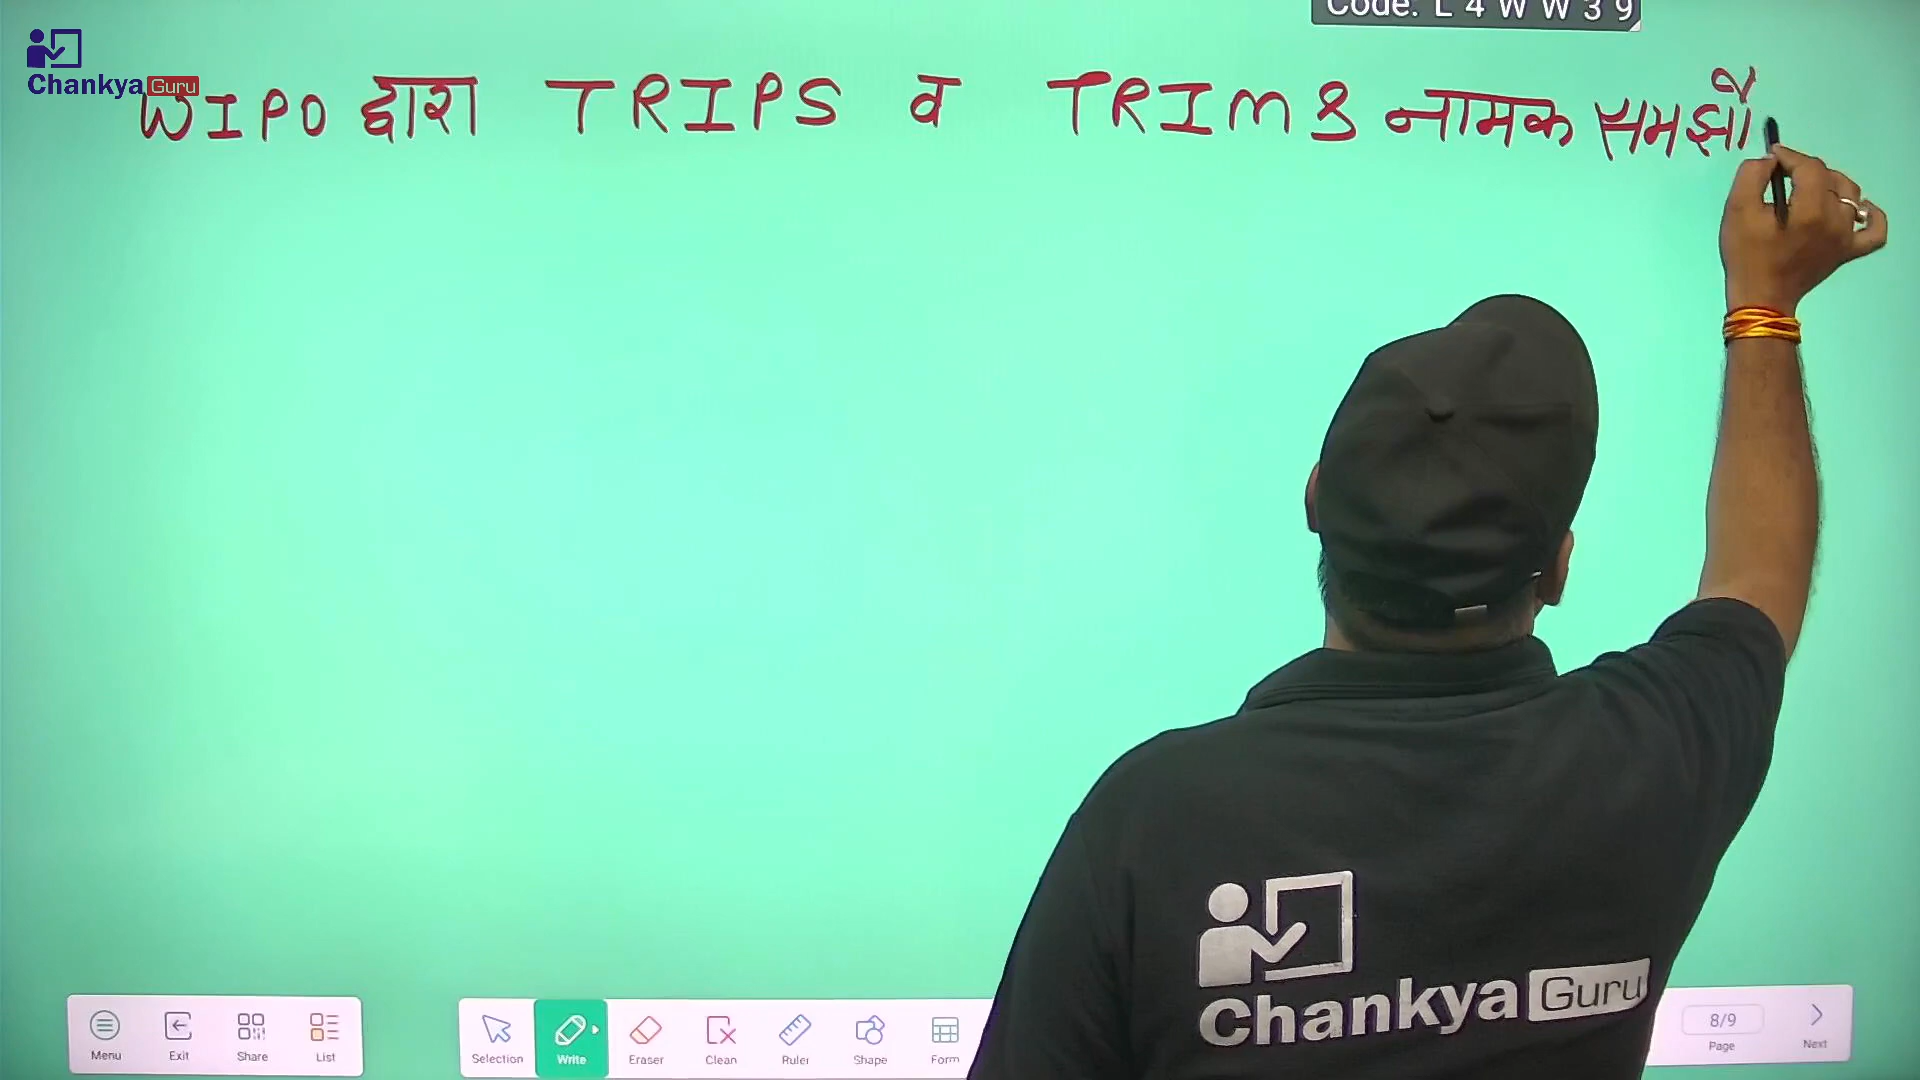 Code: L 4 W W 3 9
Chankya Guru
WIPO द्वारा TRIPS व TRIMS नामक समझौ
Chankya Guru
Menu Exit Share List Selection Write Eraser Clean Ruler Shape Form 8/9 Page Next